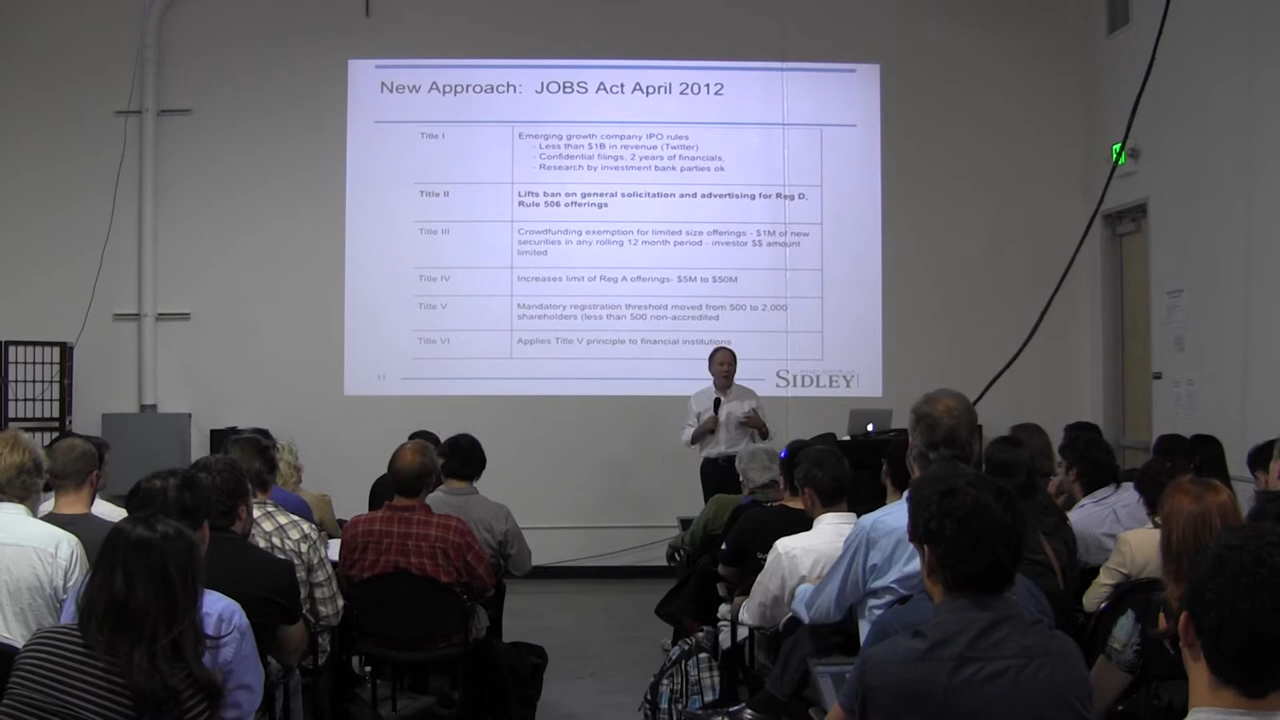 New Approach: JOBS Act April 2012
Title I
Emerging growth company IPO rules
- Less than $1B in revenue (Twitter)
- Confidential filings, 2 years of financials,
- Research by investment bank parties ok
Title II
Lifts ban on general solicitation and advertising for Reg D,
Rule 506 offerings
Title III
Crowdfunding exemption for limited size offerings - $1M of new
securities in any rolling 12 month period - investor $$ amount
limited
Title IV
Increases limit of Reg A offerings- $5M to $50M
Title V
Mandatory registration threshold moved from 500 to 2,000
shareholders (less than 500 non-accredited
Title VI
Applies Title V principle to financial institutions
11
SIDLEY